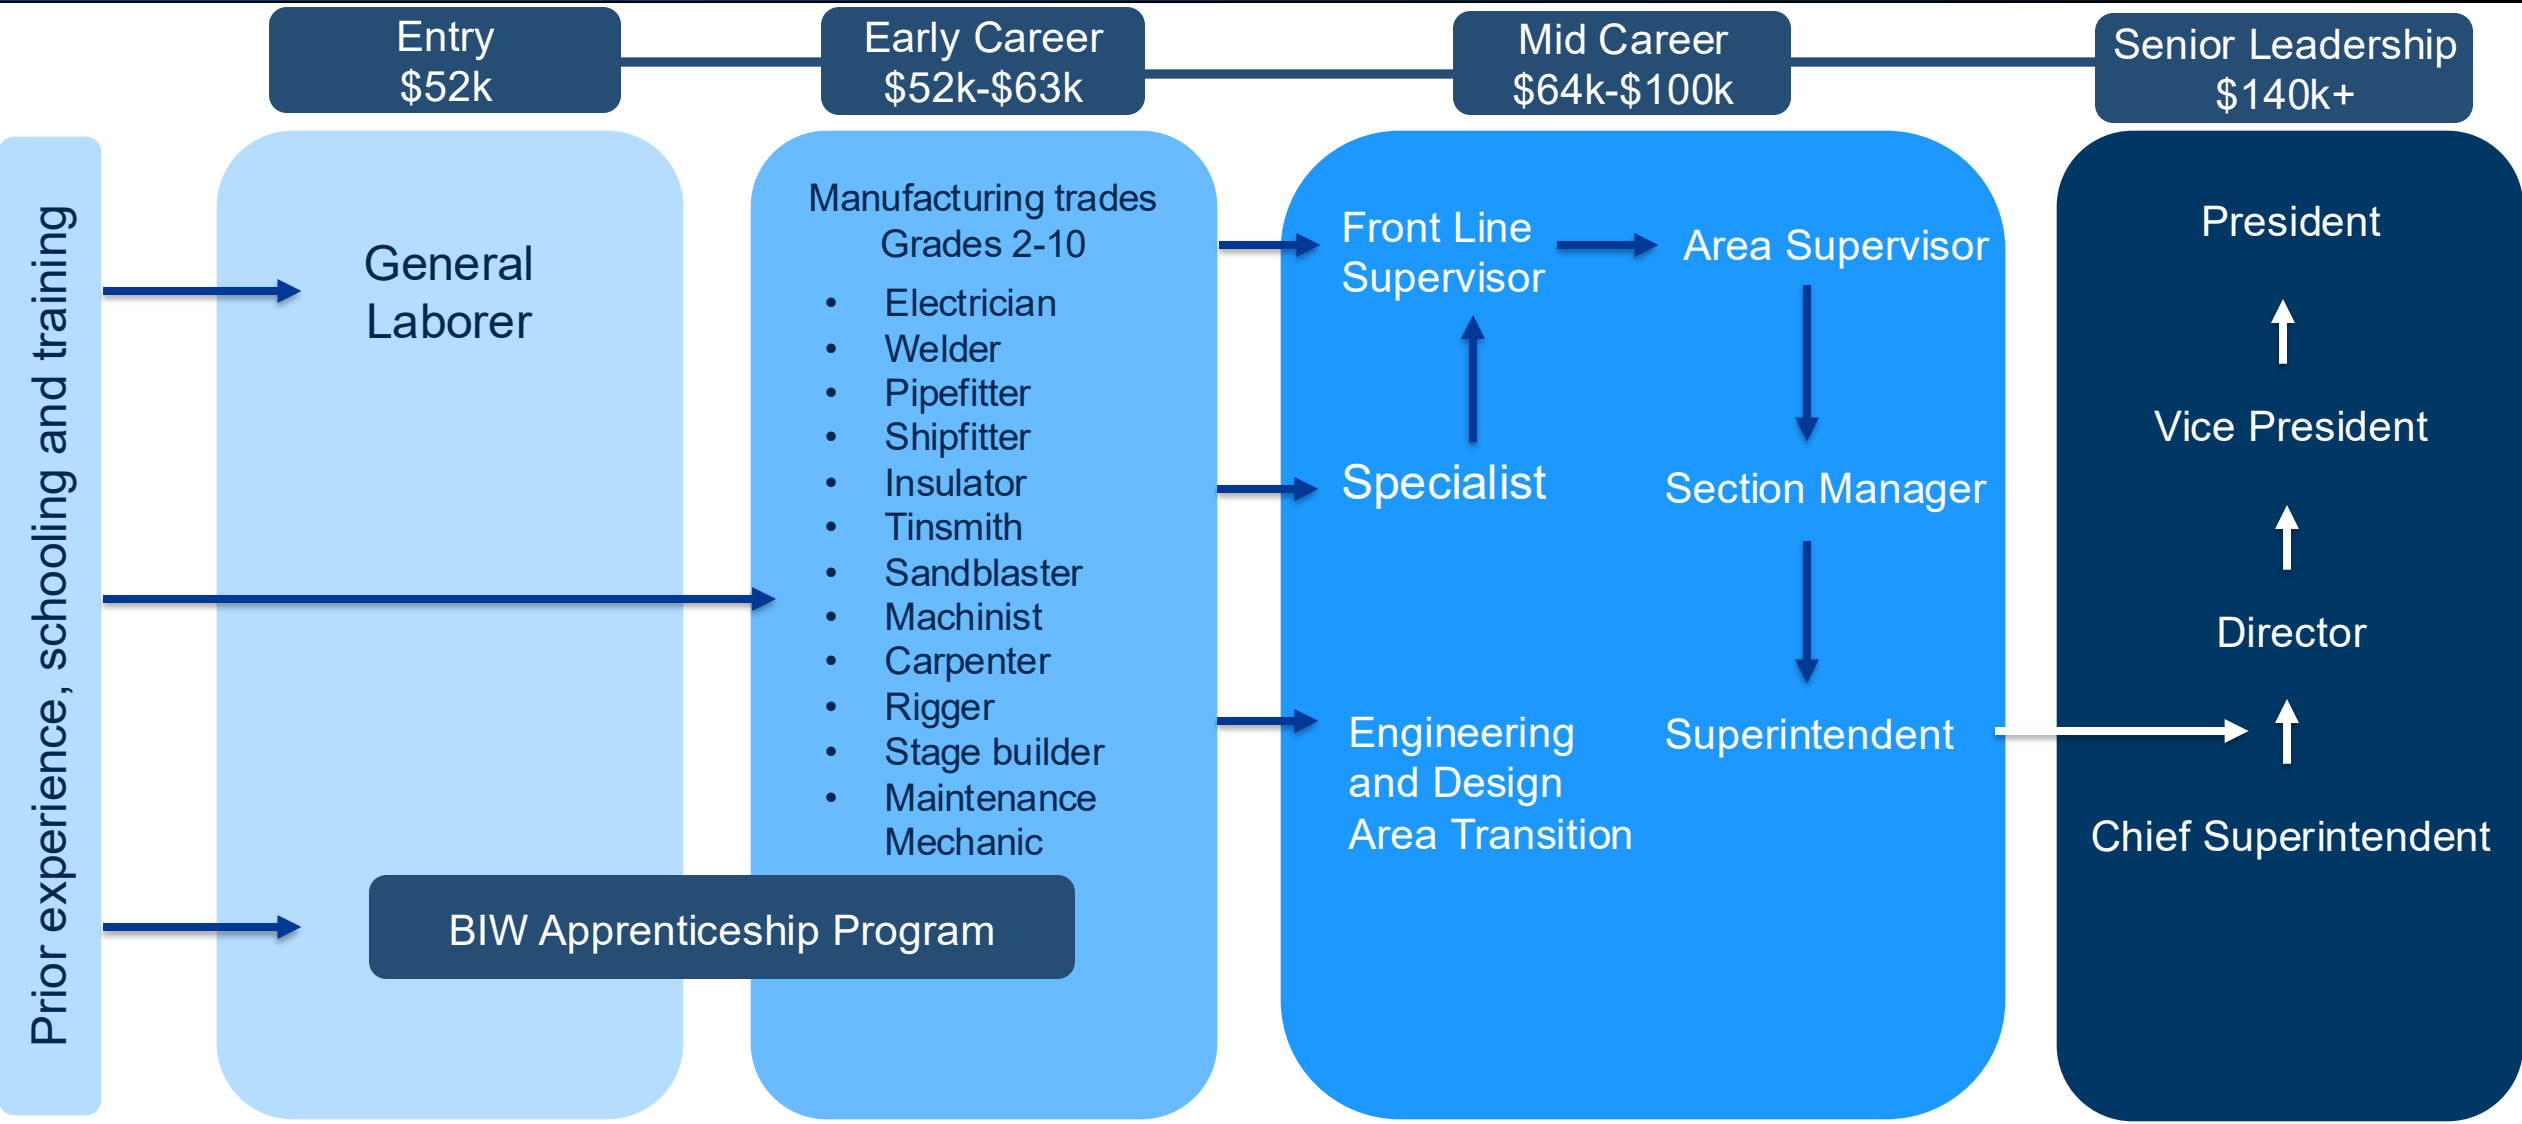 Entry
$52k
Early Career
$52k-$63k
Mid Career
$64k-$100k
Senior Leadership
$140k+
Prior experience, schooling and training
General
Laborer
Manufacturing trades
Grades 2-10
• Electrician
• Welder
• Pipefitter
• Shipfitter
• Insulator
• Tinsmith
• Sandblaster
• Machinist
• Carpenter
• Rigger
• Stage builder
• Maintenance
Mechanic
BIW Apprenticeship Program
Front Line
Supervisor
Area Supervisor
Specialist
Section Manager
Engineering
and Design
Area Transition
Superintendent
President
Vice President
Director
Chief Superintendent